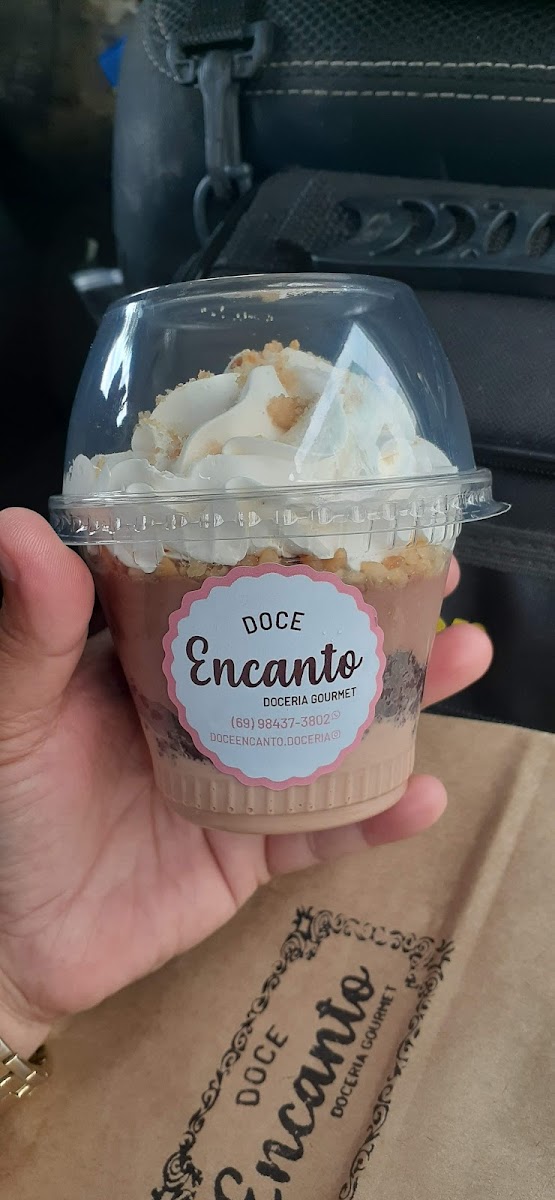 DOCE
Encanto
DOCERIA GOURMET
(69) 98437-3802
DOCEENCANTO.DOCERIA
DOCE
Encanto
DOCERIA GOURMET